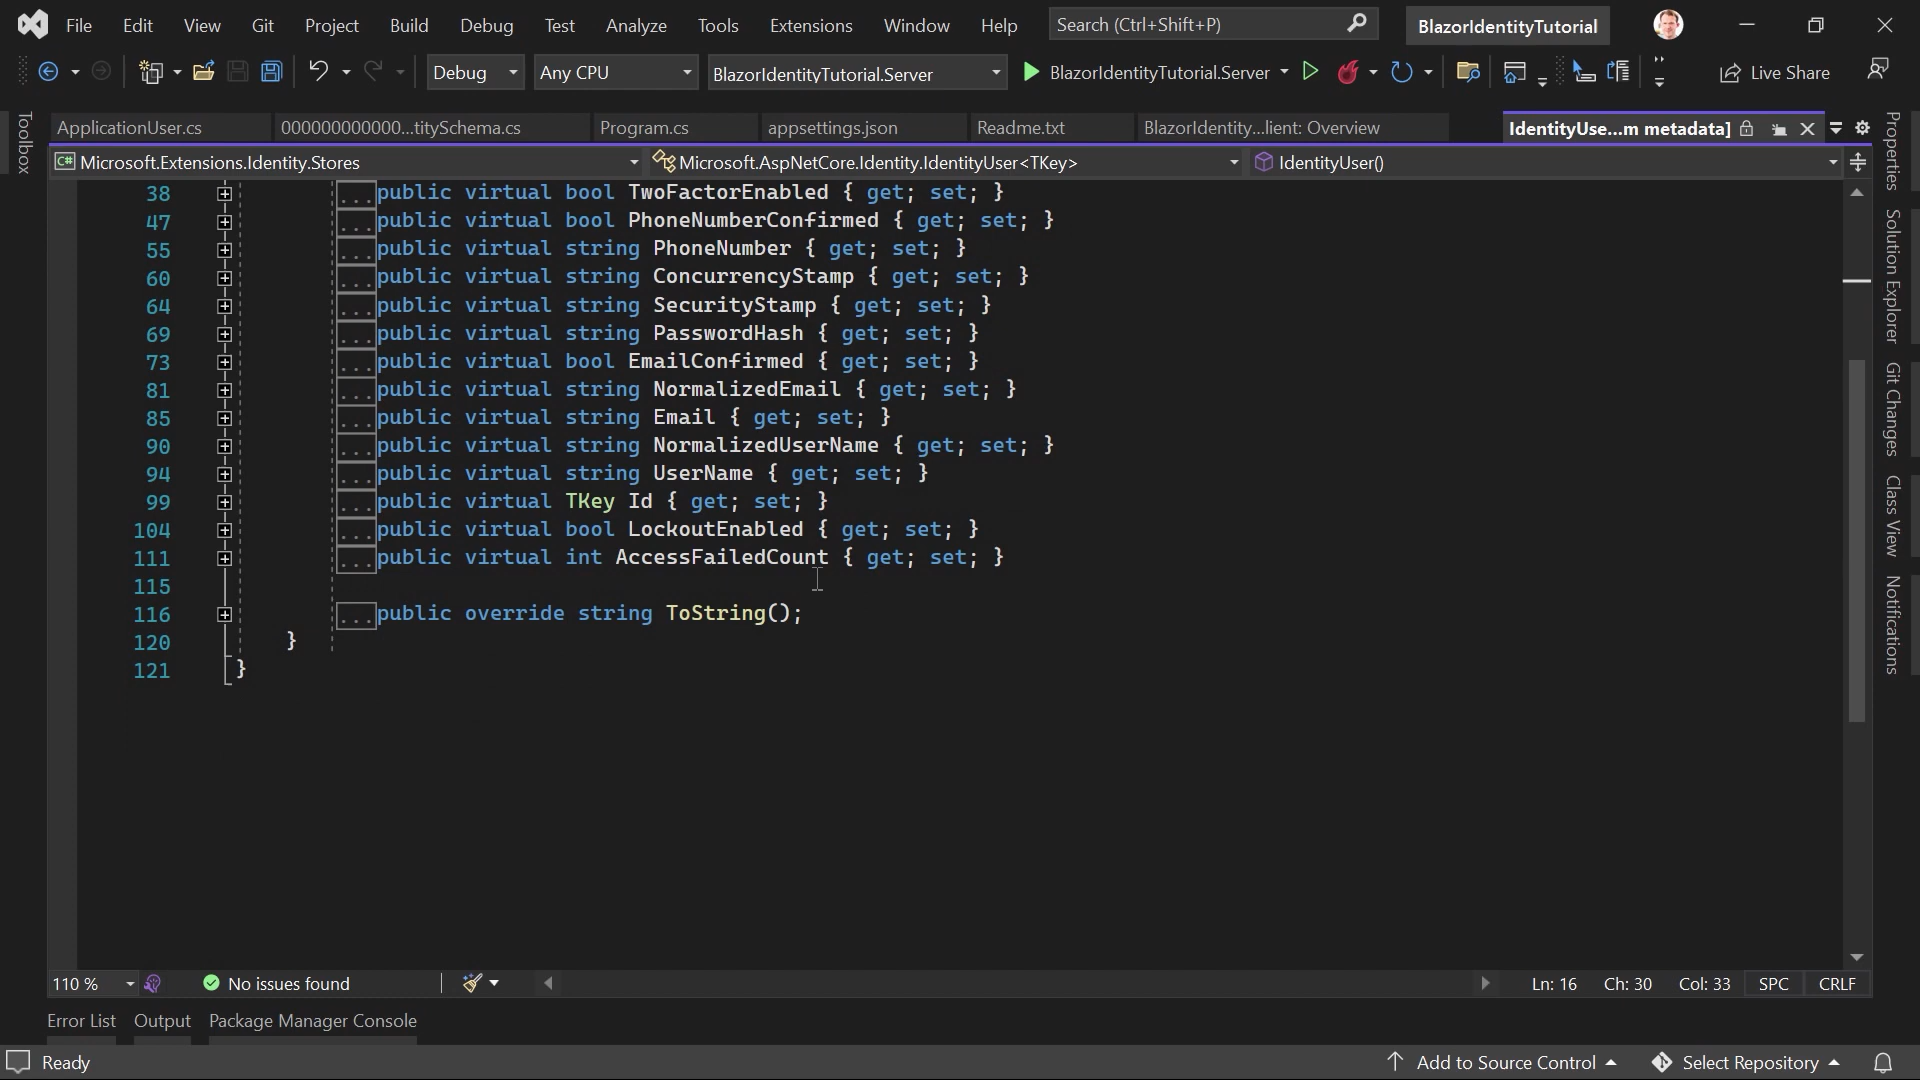 File Edit View Git Project Build Debug Test Analyze Tools Extensions Window Help Search (Ctrl+Shift+P) BlazorIdentityTutorial
Debug Any CPU BlazorIdentityTutorial.Server BlazorIdentityTutorial.Server Live Share
ApplicationUser.cs 000000000000...titySchema.cs Program.cs appsettings.json Readme.txt BlazorIdentity...lient: Overview IdentityUse...m metadata]
C# Microsoft.Extensions.Identity.Stores Microsoft.AspNetCore.Identity.IdentityUser<TKey> IdentityUser()
38 ...public virtual bool TwoFactorEnabled { get; set; }
47 ...public virtual bool PhoneNumberConfirmed { get; set; }
55 ...public virtual string PhoneNumber { get; set; }
60 ...public virtual string ConcurrencyStamp { get; set; }
64 ...public virtual string SecurityStamp { get; set; }
69 ...public virtual string PasswordHash { get; set; }
73 ...public virtual bool EmailConfirmed { get; set; }
81 ...public virtual string NormalizedEmail { get; set; }
85 ...public virtual string Email { get; set; }
90 ...public virtual string NormalizedUserName { get; set; }
94 ...public virtual string UserName { get; set; }
99 ...public virtual TKey Id { get; set; }
104 ...public virtual bool LockoutEnabled { get; set; }
111 ...public virtual int AccessFailedCount { get; set; }
115
116 ...public override string ToString();
120 }
121 }
Toolbox
Properties
Solution Explorer
Git Changes
Class View
Notifications
110 % No issues found Ln: 16 Ch: 30 Col: 33 SPC CRLF
Error List Output Package Manager Console
Ready Add to Source Control Select Repository